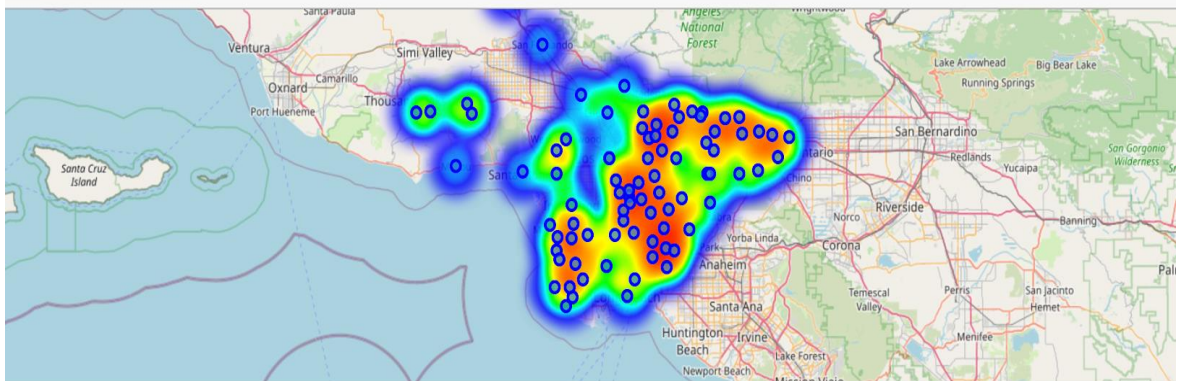 Santa Paula
Angeles
National
Forest
Ventura
Simi Valley
Lake Arrowhead
Big Bear Lake
Running Springs
Camarillo
Oxnard
Port Hueneme
San Bernardino
San Gorgonio
Wilderness
Redlands
Yucaipa
Santa Cruz
Island
Chino
Riverside
Norco
Banning
Yorba Linda
Corona
Park
Anaheim
Perris
San Jacinto
Temescal
Valley
Hemet
Santa Ana
Huntington
Beach
Irvine
Menifee
Lake Forest
Newport Beach